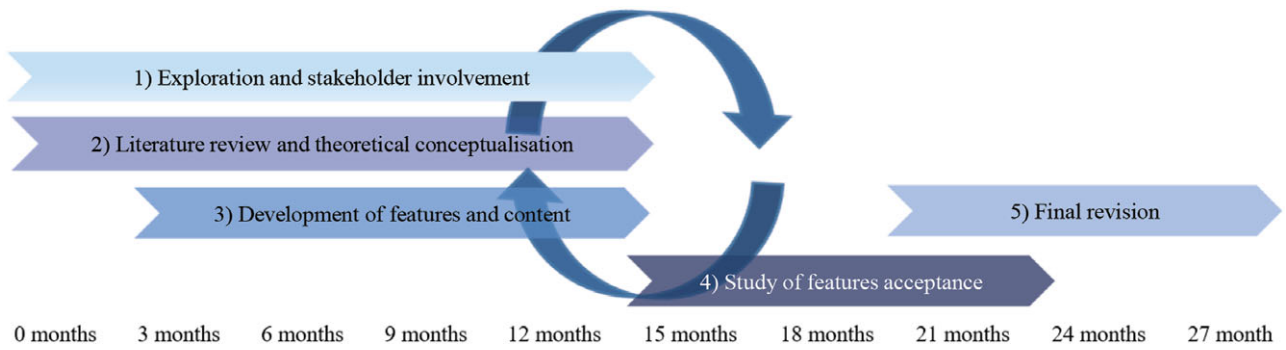 1) Exploration and stakeholder involvement
2) Literature review and theoretical conceptualisation
3) Development of features and content
5) Final revision
4) Study of features acceptance
0 months 3 months 6 months 9 months 12 months 15 months 18 months 21 months 24 months 27 month